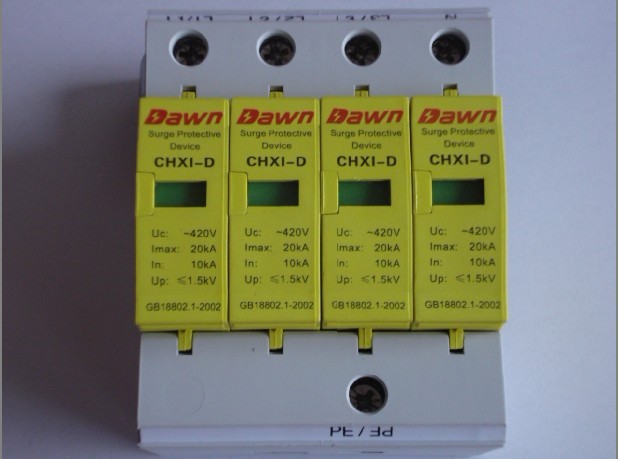 N
Dawn
Surge Protective
Device
CHXI-D
Uc: ~420V
Imax: 20kA
In: 10kA
Up: ≤1.5kV
GB18802.1-2002
Dawn
Surge Protective
Device
CHXI-D
Uc: ~420V
Imax: 20kA
In: 10kA
Up: ≤1.5kV
GB18802.1-2002
Dawn
Surge Protective
Device
CHXI-D
Uc: ~420V
Imax: 20kA
In: 10kA
Up: ≤1.5kV
GB18802.1-2002
Dawn
Surge Protective
Device
CHXI-D
Uc: ~420V
Imax: 20kA
In: 10kA
Up: ≤1.5kV
GB18802.1-2002